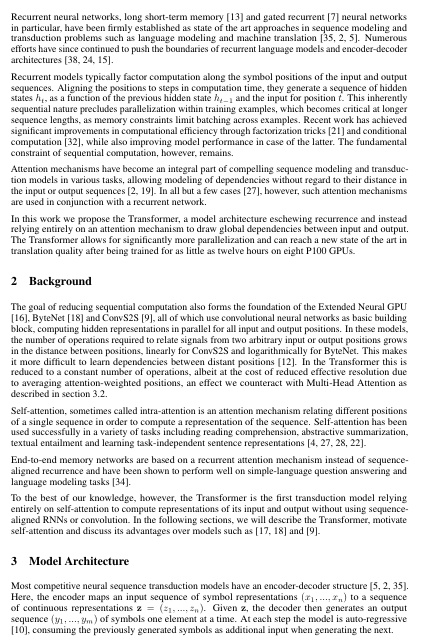 Recurrent neural networks, long short-term memory [13] and gated recurrent [7] neural networks
in particular, have been firmly established as state of the art approaches in sequence modeling and
transduction problems such as language modeling and machine translation [35, 2, 5]. Numerous
efforts have since continued to push the boundaries of recurrent language models and encoder-decoder
architectures [38, 24, 15].
Recurrent models typically factor computation along the symbol positions of the input and output
sequences. Aligning the positions to steps in computation time, they generate a sequence of hidden
states hₜ, as a function of the previous hidden state hₜ₋₁ and the input for position t. This inherently
sequential nature precludes parallelization within training examples, which becomes critical at longer
sequence lengths, as memory constraints limit batching across examples. Recent work has achieved
significant improvements in computational efficiency through factorization tricks [21] and conditional
computation [32], while also improving model performance in case of the latter. The fundamental
constraint of sequential computation, however, remains.
Attention mechanisms have become an integral part of compelling sequence modeling and transduc-
tion models in various tasks, allowing modeling of dependencies without regard to their distance in
the input or output sequences [2, 19]. In all but a few cases [27], however, such attention mechanisms
are used in conjunction with a recurrent network.
In this work we propose the Transformer, a model architecture eschewing recurrence and instead
relying entirely on an attention mechanism to draw global dependencies between input and output.
The Transformer allows for significantly more parallelization and can reach a new state of the art in
translation quality after being trained for as little as twelve hours on eight P100 GPUs.
2 Background
The goal of reducing sequential computation also forms the foundation of the Extended Neural GPU
[16], ByteNet [18] and ConvS2S [9], all of which use convolutional neural networks as basic building
block, computing hidden representations in parallel for all input and output positions. In these models,
the number of operations required to relate signals from two arbitrary input or output positions grows
in the distance between positions, linearly for ConvS2S and logarithmically for ByteNet. This makes
it more difficult to learn dependencies between distant positions [12]. In the Transformer this is
reduced to a constant number of operations, albeit at the cost of reduced effective resolution due
to averaging attention-weighted positions, an effect we counteract with Multi-Head Attention as
described in section 3.2.
Self-attention, sometimes called intra-attention is an attention mechanism relating different positions
of a single sequence in order to compute a representation of the sequence. Self-attention has been
used successfully in a variety of tasks including reading comprehension, abstractive summarization,
textual entailment and learning task-independent sentence representations [4, 27, 28, 22].
End-to-end memory networks are based on a recurrent attention mechanism instead of sequence-
aligned recurrence and have been shown to perform well on simple-language question answering and
language modeling tasks [34].
To the best of our knowledge, however, the Transformer is the first transduction model relying
entirely on self-attention to compute representations of its input and output without using sequence-
aligned RNNs or convolution. In the following sections, we will describe the Transformer, motivate
self-attention and discuss its advantages over models such as [17, 18] and [9].
3 Model Architecture
Most competitive neural sequence transduction models have an encoder-decoder structure [5, 2, 35].
Here, the encoder maps an input sequence of symbol representations (x₁, ..., xₙ) to a sequence
of continuous representations z = (z₁, ..., zₙ). Given z, the decoder then generates an output
sequence (y₁, ..., yₘ) of symbols one element at a time. At each step the model is auto-regressive
[10], consuming the previously generated symbols as additional input when generating the next.